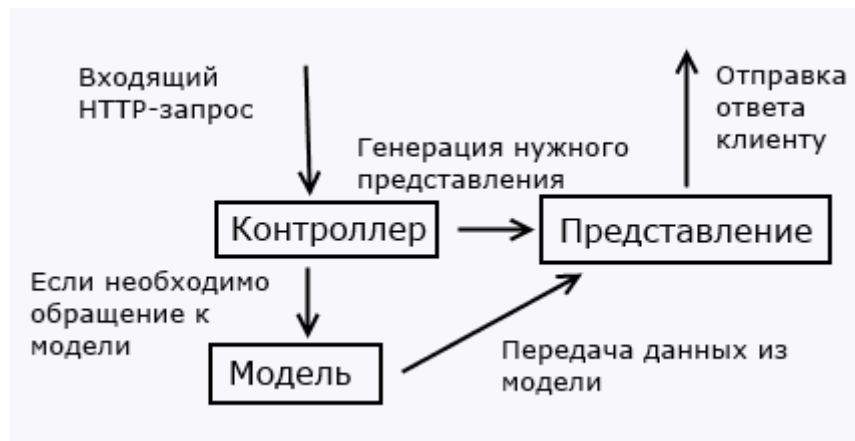 Входящий
HTTP-запрос
Отправка
ответа
клиенту
Генерация нужного
представления
Контроллер
Представление
Если необходимо
обращение к
модели
Модель
Передача данных из
модели